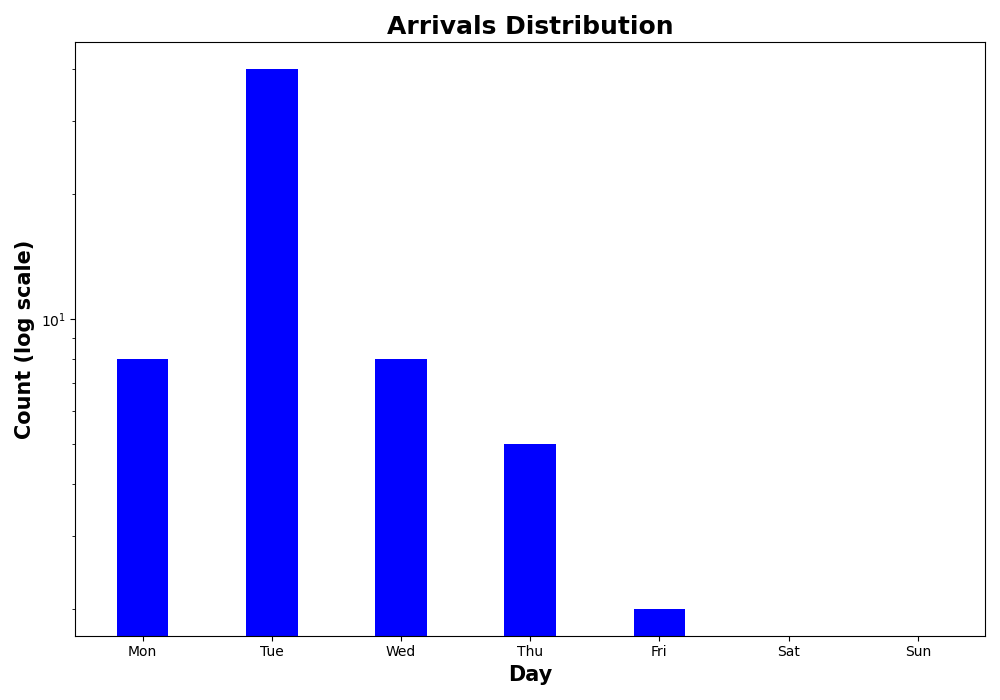 Arrivals Distribution
Count (log scale)
10¹
Mon Tue Wed Thu Fri Sat Sun
Day